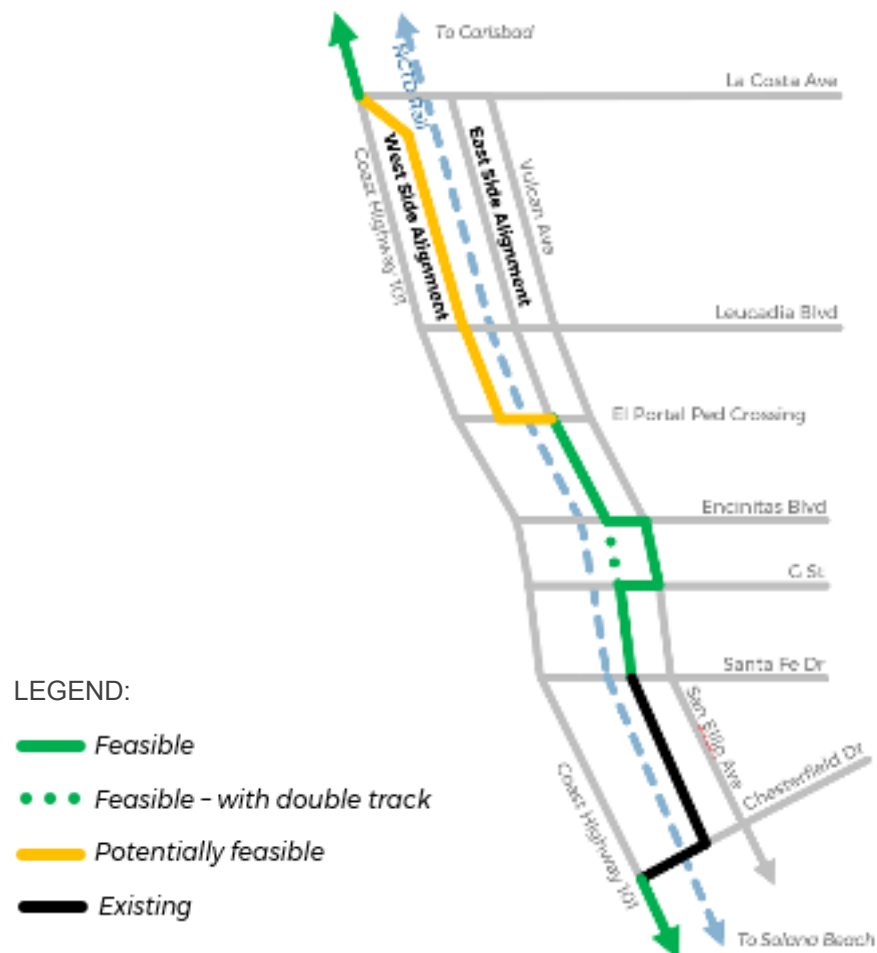 To Carlsbad
NCTD Rail
La Costa Ave
West Side Alignment
East Side Alignment
Coast Highway 101
Vulcan Ave
Leucadia Blvd
El Portal Ped Crossing
Encinitas Blvd
G St
Santa Fe Dr
LEGEND:
Feasible
Feasible – with double track
Potentially feasible
Existing
San Elijo Ave
Chesterfield Dr
Coast Highway 101
To Solana Beach